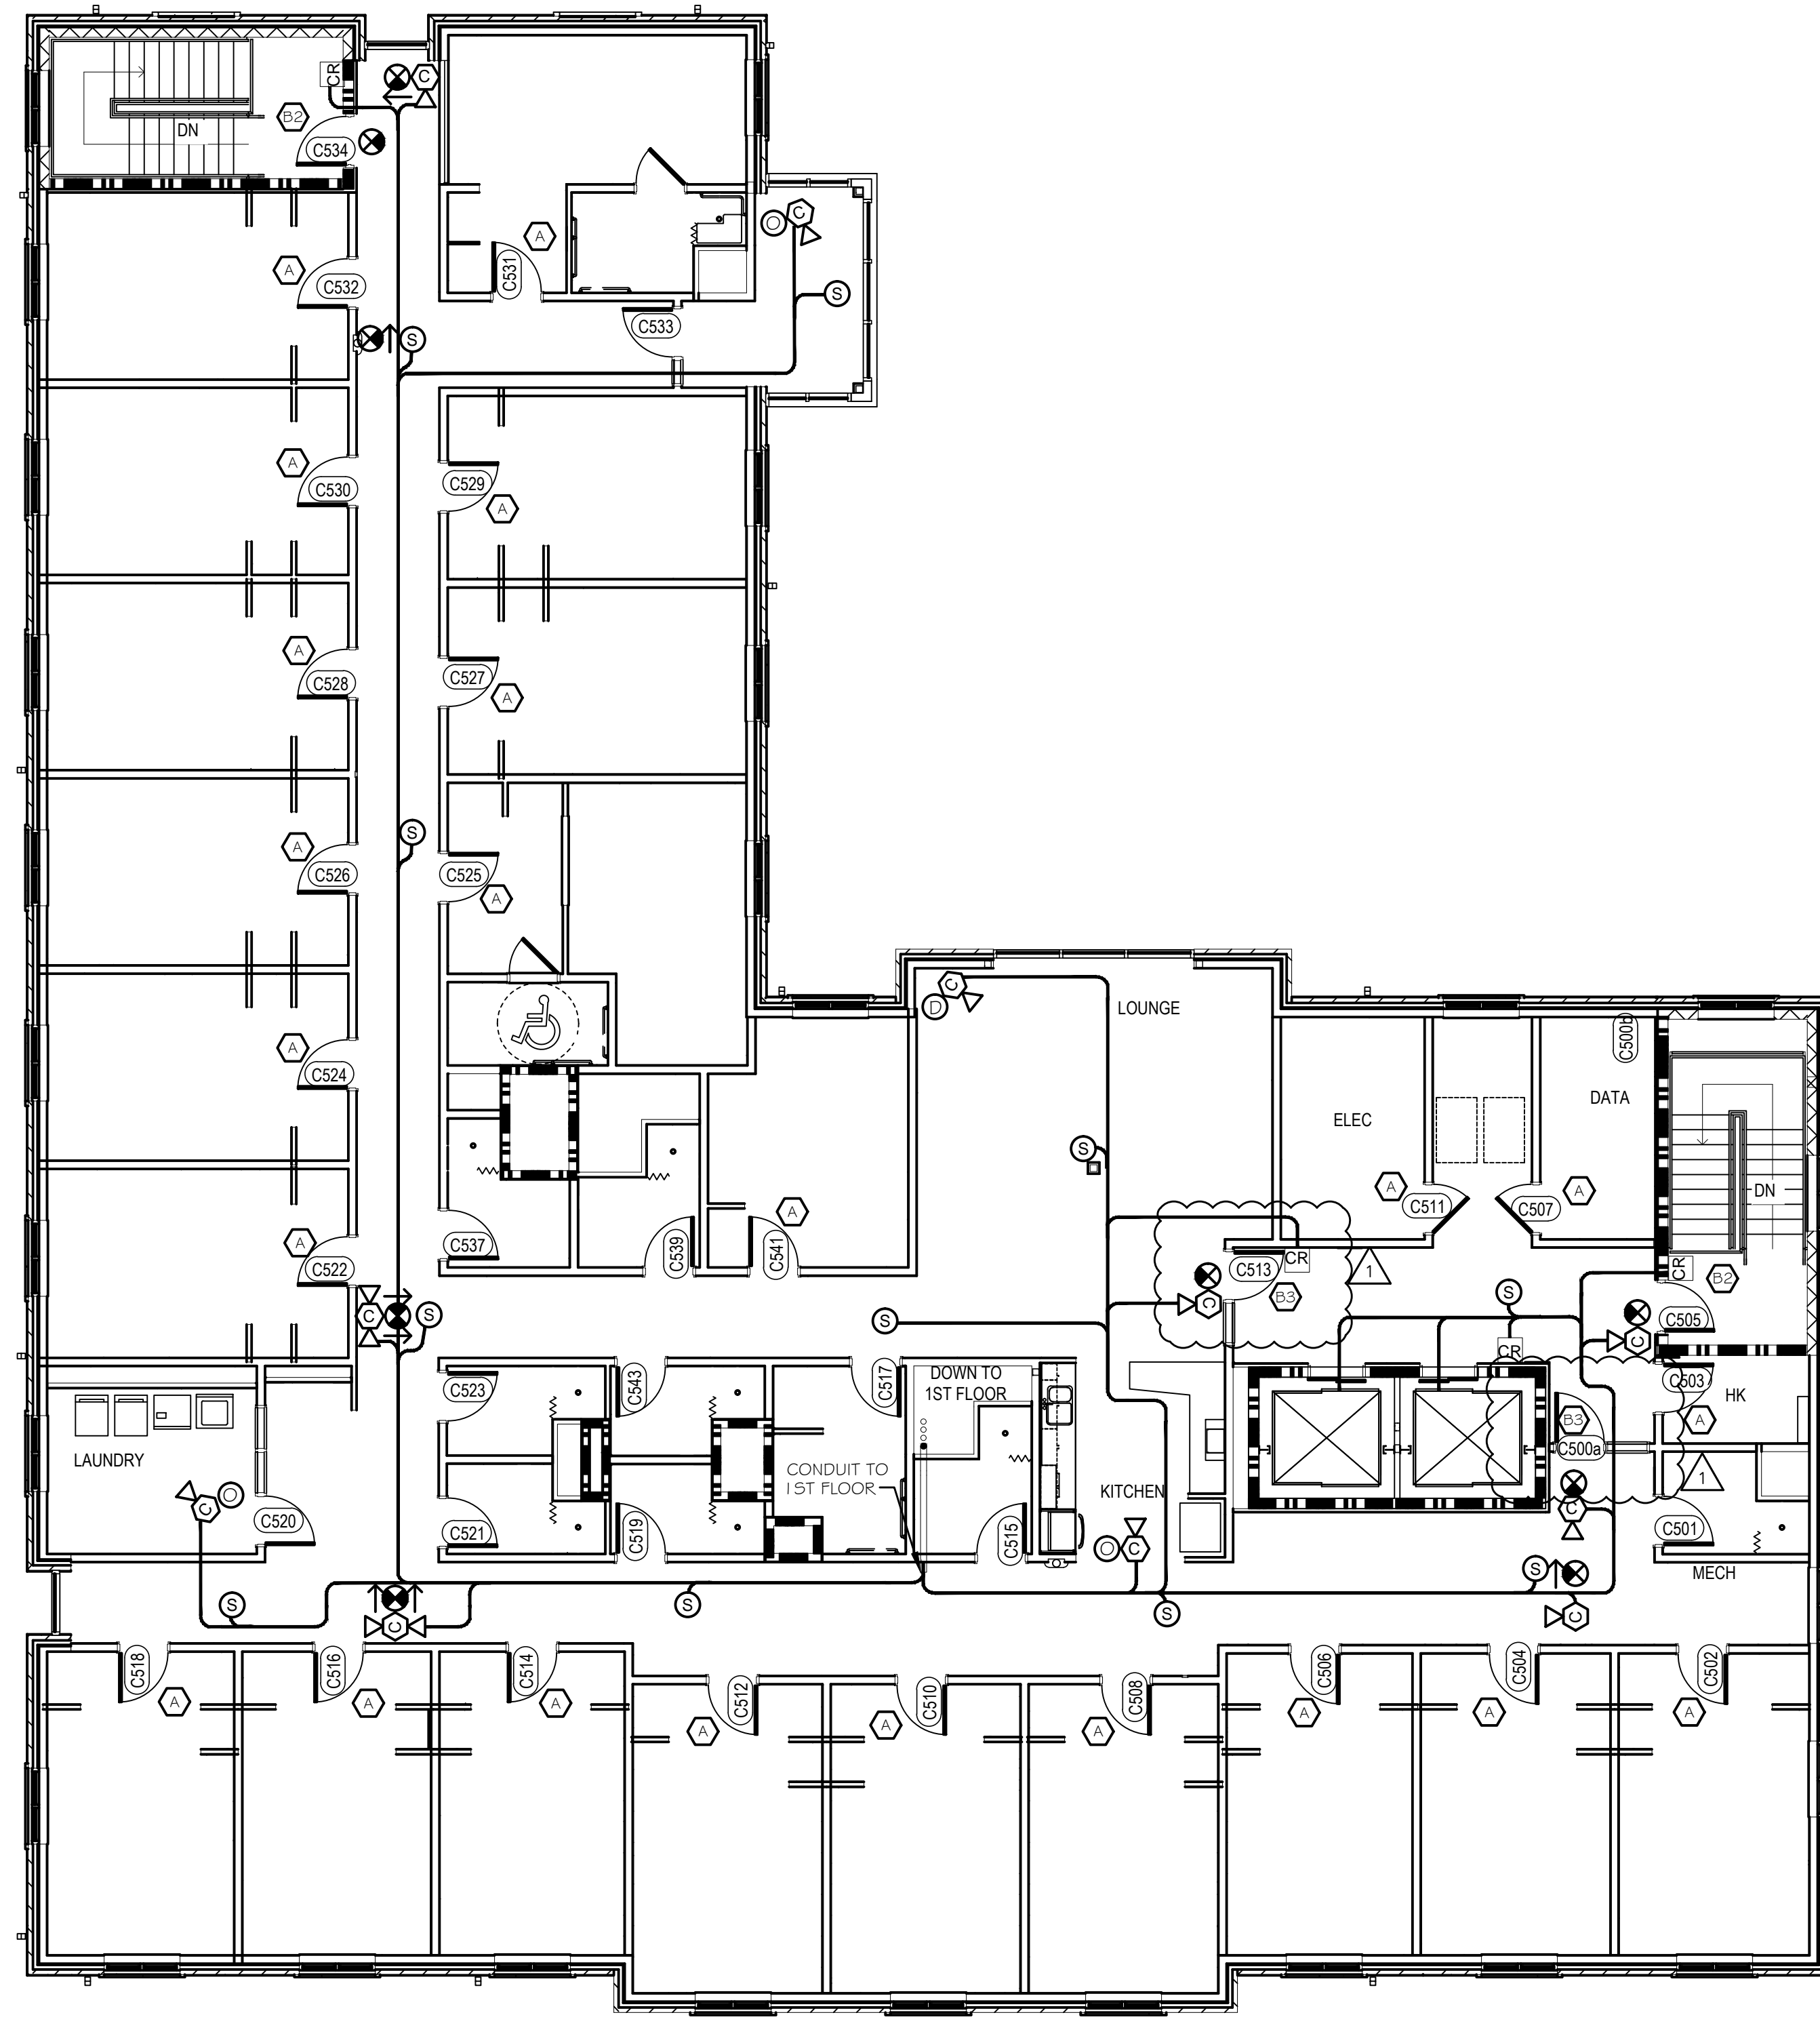 CR
C
B2
DN
C534
C
A
A
C531
C532
S
C533
S
A
C530
C529
A
A
C528
C527
A
S
A
C526
C525
A
C
D
LOUNGE
C500b
A
C524
ELEC
DATA
S
A
A
DN
A
C511
C507
C537
C539
C541
A
C522
C513
CR
1
CR
B2
B3
C
S
C
S
S
C505
C
CR
C523
C543
C517
DOWN TO
1ST FLOOR
C503
HK
A
B3
C500a
LAUNDRY
CONDUIT TO
1ST FLOOR
KITCHEN
1
C
C520
C521
C519
C515
C
C
C501
MECH
S
S
S
S
C
C
C518
C516
C514
C512
C510
C508
C506
C504
C502
A
A
A
A
A
A
A
A
A